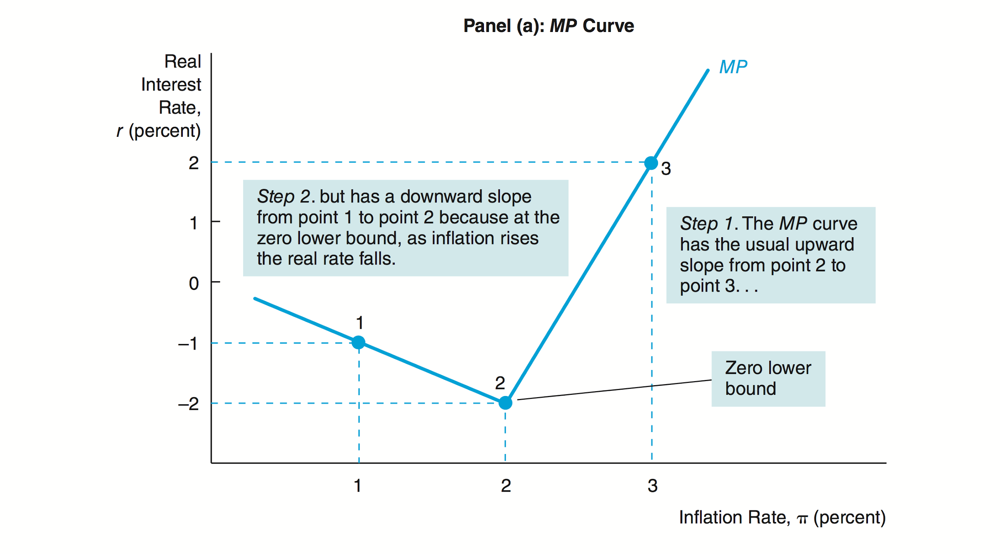 Panel (a): MP Curve
Real
Interest
Rate,
r (percent)
MP
2
3
Step 2. but has a downward slope
from point 1 to point 2 because at the
zero lower bound, as inflation rises
the real rate falls.
Step 1. The MP curve
has the usual upward
slope from point 2 to
point 3. . .
1
0
1
–1
2
–2
Zero lower
bound
1
2
3
Inflation Rate, π (percent)